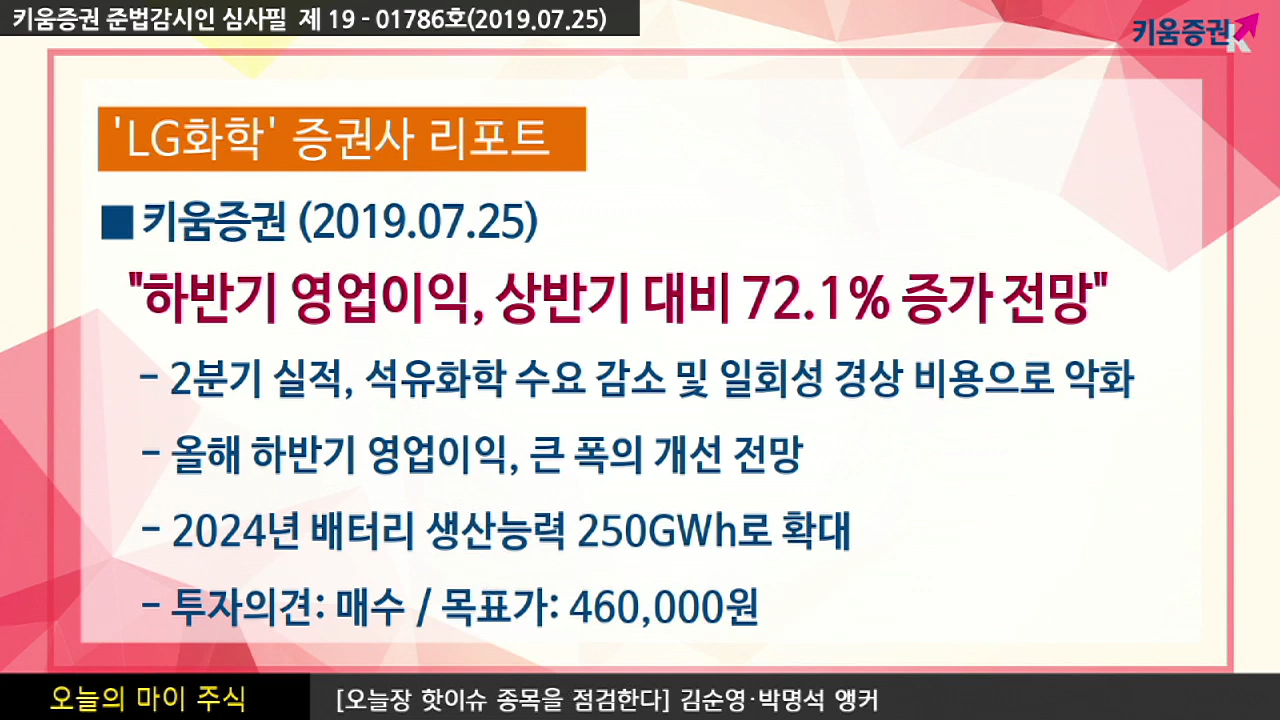 키움증권 준법감시인 심사필 제 19 - 01786호(2019.07.25)
키움증권
'LG화학' 증권사 리포트
■ 키움증권 (2019.07.25)
"하반기 영업이익, 상반기 대비 72.1% 증가 전망"
- 2분기 실적, 석유화학 수요 감소 및 일회성 경상 비용으로 악화
- 올해 하반기 영업이익, 큰 폭의 개선 전망
- 2024년 배터리 생산능력 250GWh로 확대
- 투자의견: 매수 / 목표가: 460,000원
오늘의 마이 주식
[오늘장 핫이슈 종목을 점검한다] 김순영·박명석 앵커